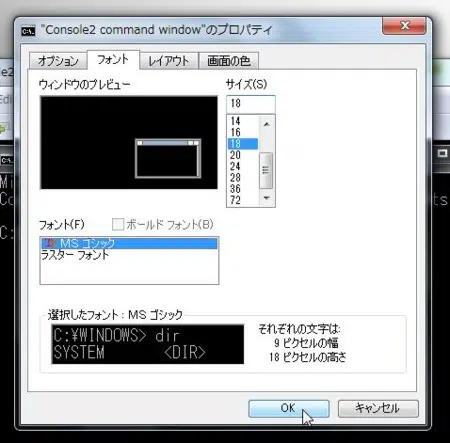 "Console2 command window"のプロパティ
オプション
フォント
レイアウト
画面の色
ウィンドウのプレビュー
サイズ(S)
18
14
16
18
20
24
28
36
72
フォント(F)
ボールド フォント(B)
MS ゴシック
ラスター フォント
選択したフォント : MS ゴシック
C:¥WINDOWS> dir
SYSTEM <DIR>
それぞれの文字は:
9 ピクセルの幅
18 ピクセルの高さ
OK
キャンセル